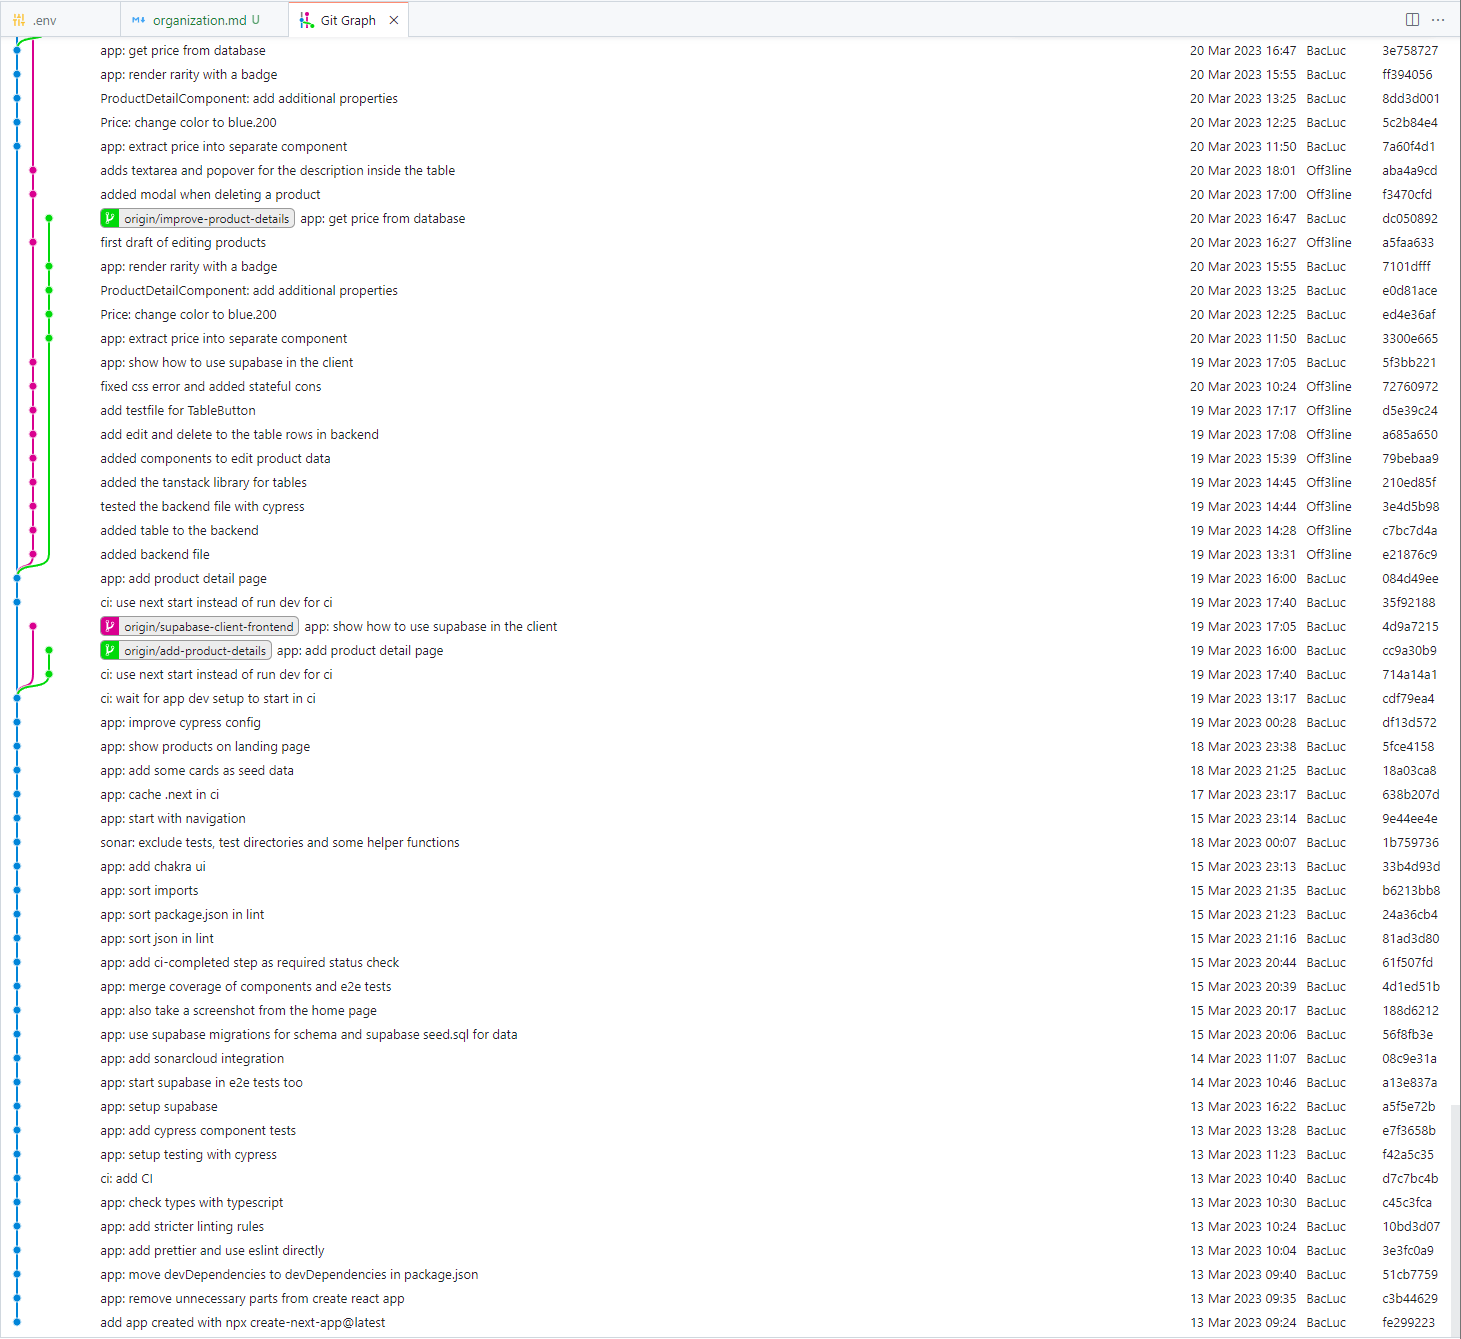 .env organization.md U Git Graph
app: get price from database 20 Mar 2023 16:47 BacLuc 3e758727
app: render rarity with a badge 20 Mar 2023 15:55 BacLuc ff394056
ProductDetailComponent: add additional properties 20 Mar 2023 13:25 BacLuc 8dd3d001
Price: change color to blue.200 20 Mar 2023 12:25 BacLuc 5c2b84e4
app: extract price into separate component 20 Mar 2023 11:50 BacLuc 7a60f4d1
adds textarea and popover for the description inside the table 20 Mar 2023 18:01 Off3line aba4a9cd
added modal when deleting a product 20 Mar 2023 17:00 Off3line f3470cfd
origin/improve-product-details app: get price from database 20 Mar 2023 16:47 BacLuc dc050892
first draft of editing products 20 Mar 2023 16:27 Off3line a5faa633
app: render rarity with a badge 20 Mar 2023 15:55 BacLuc 7101dfff
ProductDetailComponent: add additional properties 20 Mar 2023 13:25 BacLuc e0d81ace
Price: change color to blue.200 20 Mar 2023 12:25 BacLuc ed4e36af
app: extract price into separate component 20 Mar 2023 11:50 BacLuc 3300e665
app: show how to use supabase in the client 19 Mar 2023 17:05 BacLuc 5f3bb221
fixed css error and added stateful cons 20 Mar 2023 10:24 Off3line 72760972
add testfile for TableButton 19 Mar 2023 17:17 Off3line d5e39c24
add edit and delete to the table rows in backend 19 Mar 2023 17:08 Off3line a685a650
added components to edit product data 19 Mar 2023 15:39 Off3line 79bebaa9
added the tanstack library for tables 19 Mar 2023 14:45 Off3line 210ed85f
tested the backend file with cypress 19 Mar 2023 14:44 Off3line 3e4d5b98
added table to the backend 19 Mar 2023 14:28 Off3line c7bc7d4a
added backend file 19 Mar 2023 13:31 Off3line e21876c9
app: add product detail page 19 Mar 2023 16:00 BacLuc 084d49ee
ci: use next start instead of run dev for ci 19 Mar 2023 17:40 BacLuc 35f92188
origin/supabase-client-frontend app: show how to use supabase in the client 19 Mar 2023 17:05 BacLuc 4d9a7215
origin/add-product-details app: add product detail page 19 Mar 2023 16:00 BacLuc cc9a30b9
ci: use next start instead of run dev for ci 19 Mar 2023 17:40 BacLuc 714a14a1
ci: wait for app dev setup to start in ci 19 Mar 2023 13:17 BacLuc cdf79ea4
app: improve cypress config 19 Mar 2023 00:28 BacLuc df13d572
app: show products on landing page 18 Mar 2023 23:38 BacLuc 5fce4158
app: add some cards as seed data 18 Mar 2023 21:25 BacLuc 18a03ca8
app: cache .next in ci 17 Mar 2023 23:17 BacLuc 638b207d
app: start with navigation 15 Mar 2023 23:14 BacLuc 9e44ee4e
sonar: exclude tests, test directories and some helper functions 18 Mar 2023 00:07 BacLuc 1b759736
app: add chakra ui 15 Mar 2023 23:13 BacLuc 33b4d93d
app: sort imports 15 Mar 2023 21:35 BacLuc b6213bb8
app: sort package.json in lint 15 Mar 2023 21:23 BacLuc 24a36cb4
app: sort json in lint 15 Mar 2023 21:16 BacLuc 81ad3d80
app: add ci-completed step as required status check 15 Mar 2023 20:44 BacLuc 61f507fd
app: merge coverage of components and e2e tests 15 Mar 2023 20:39 BacLuc 4d1ed51b
app: also take a screenshot from the home page 15 Mar 2023 20:17 BacLuc 188d6212
app: use supabase migrations for schema and supabase seed.sql for data 15 Mar 2023 20:06 BacLuc 56f8fb3e
app: add sonarcloud integration 14 Mar 2023 11:07 BacLuc 08c9e31a
app: start supabase in e2e tests too 14 Mar 2023 10:46 BacLuc a13e837a
app: setup supabase 13 Mar 2023 16:22 BacLuc a5f5e72b
app: add cypress component tests 13 Mar 2023 13:28 BacLuc e7f3658b
app: setup testing with cypress 13 Mar 2023 11:23 BacLuc f42a5c35
ci: add CI 13 Mar 2023 10:40 BacLuc d7c7bc4b
app: check types with typescript 13 Mar 2023 10:30 BacLuc c45c3fca
app: add stricter linting rules 13 Mar 2023 10:24 BacLuc 10bd3d07
app: add prettier and use eslint directly 13 Mar 2023 10:04 BacLuc 3e3fc0a9
app: move devDependencies to devDependencies in package.json 13 Mar 2023 09:40 BacLuc 51cb7759
app: remove unnecessary parts from create react app 13 Mar 2023 09:35 BacLuc c3b44629
add app created with npx create-next-app@latest 13 Mar 2023 09:24 BacLuc fe299223